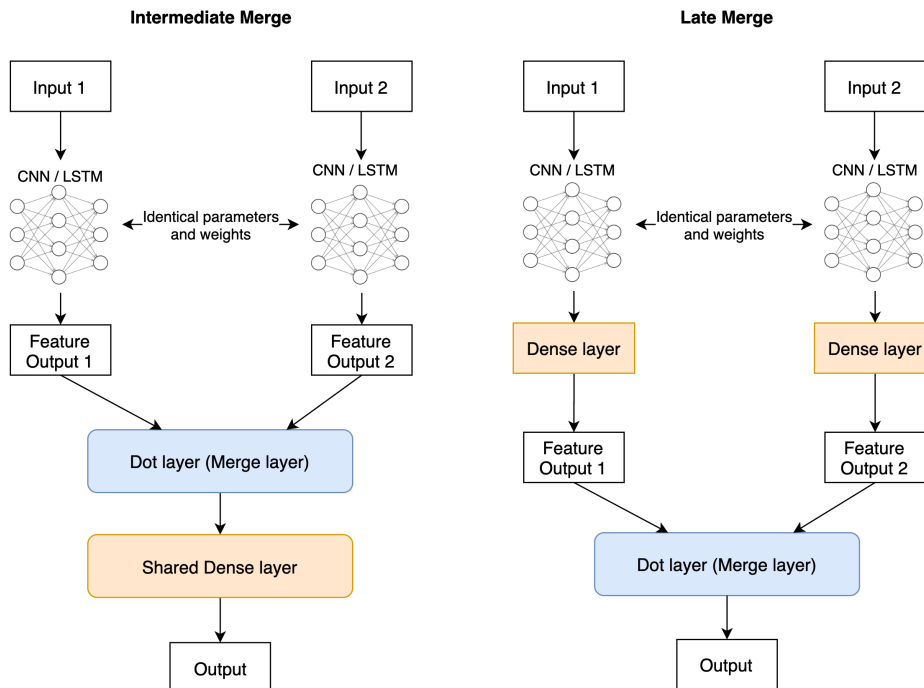 Intermediate Merge
Input 1
Input 2
CNN / LSTM
CNN / LSTM
Identical parameters
and weights
Feature
Output 1
Feature
Output 2
Dot layer (Merge layer)
Shared Dense layer
Output
Late Merge
Input 1
Input 2
CNN / LSTM
CNN / LSTM
Identical parameters
and weights
Dense layer
Dense layer
Feature
Output 1
Feature
Output 2
Dot layer (Merge layer)
Output